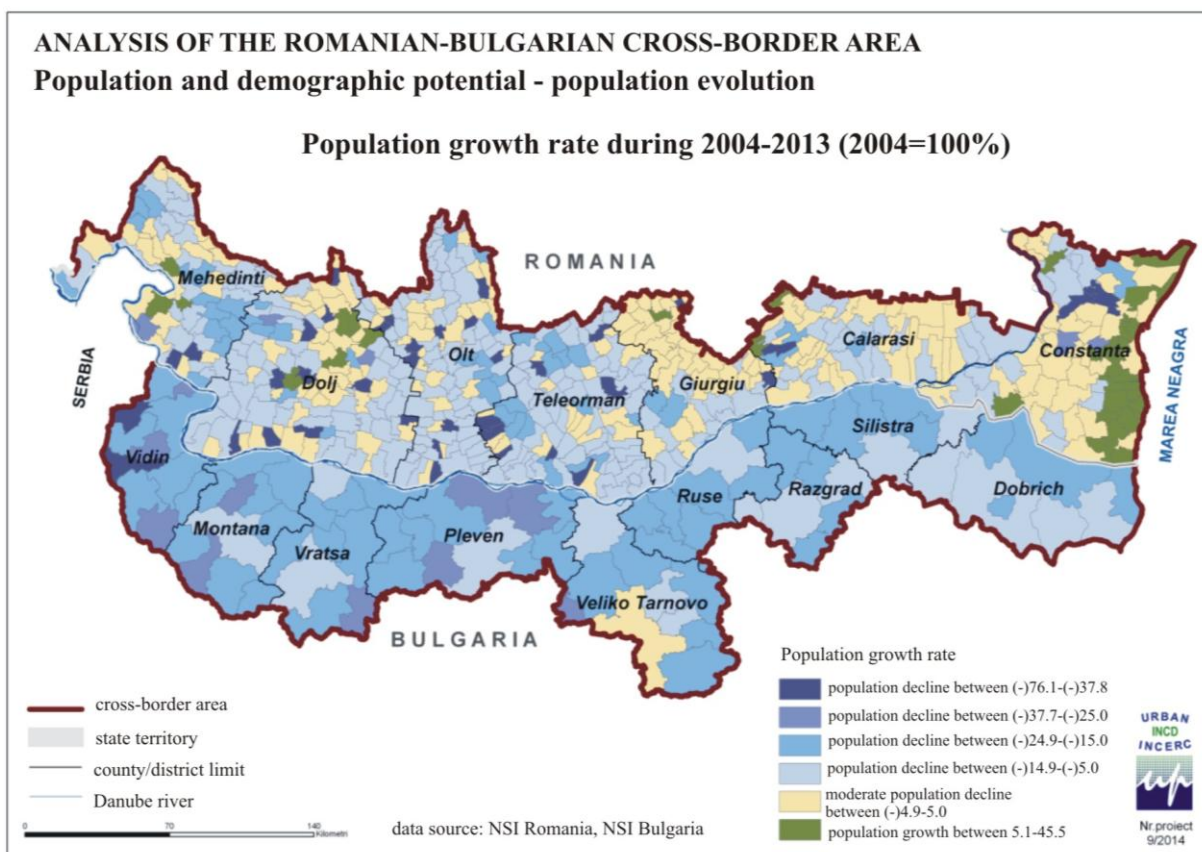 ANALYSIS OF THE ROMANIAN-BULGARIAN CROSS-BORDER AREA
Population and demographic potential - population evolution
Population growth rate during 2004-2013 (2004=100%)
ROMANIA
Mehedinti
Olt
Dolj
Teleorman
Giurgiu
Calarasi
Constanta
SERBIA
MAREA NEAGRA
Vidin
Montana
Vratsa
Pleven
Ruse
Razgrad
Silistra
Dobrich
Veliko Tarnovo
BULGARIA
cross-border area
state territory
county/district limit
Danube river
0 70 140
Kilometri
data source: NSI Romania, NSI Bulgaria
Population growth rate
population decline between (-)76.1-(-)37.8
population decline between (-)37.7-(-)25.0
population decline between (-)24.9-(-)15.0
population decline between (-)14.9-(-)5.0
moderate population decline
between (-)4.9-5.0
population growth between 5.1-45.5
URBAN
INCD
INCERC
up
Nr.proiect
9/2014